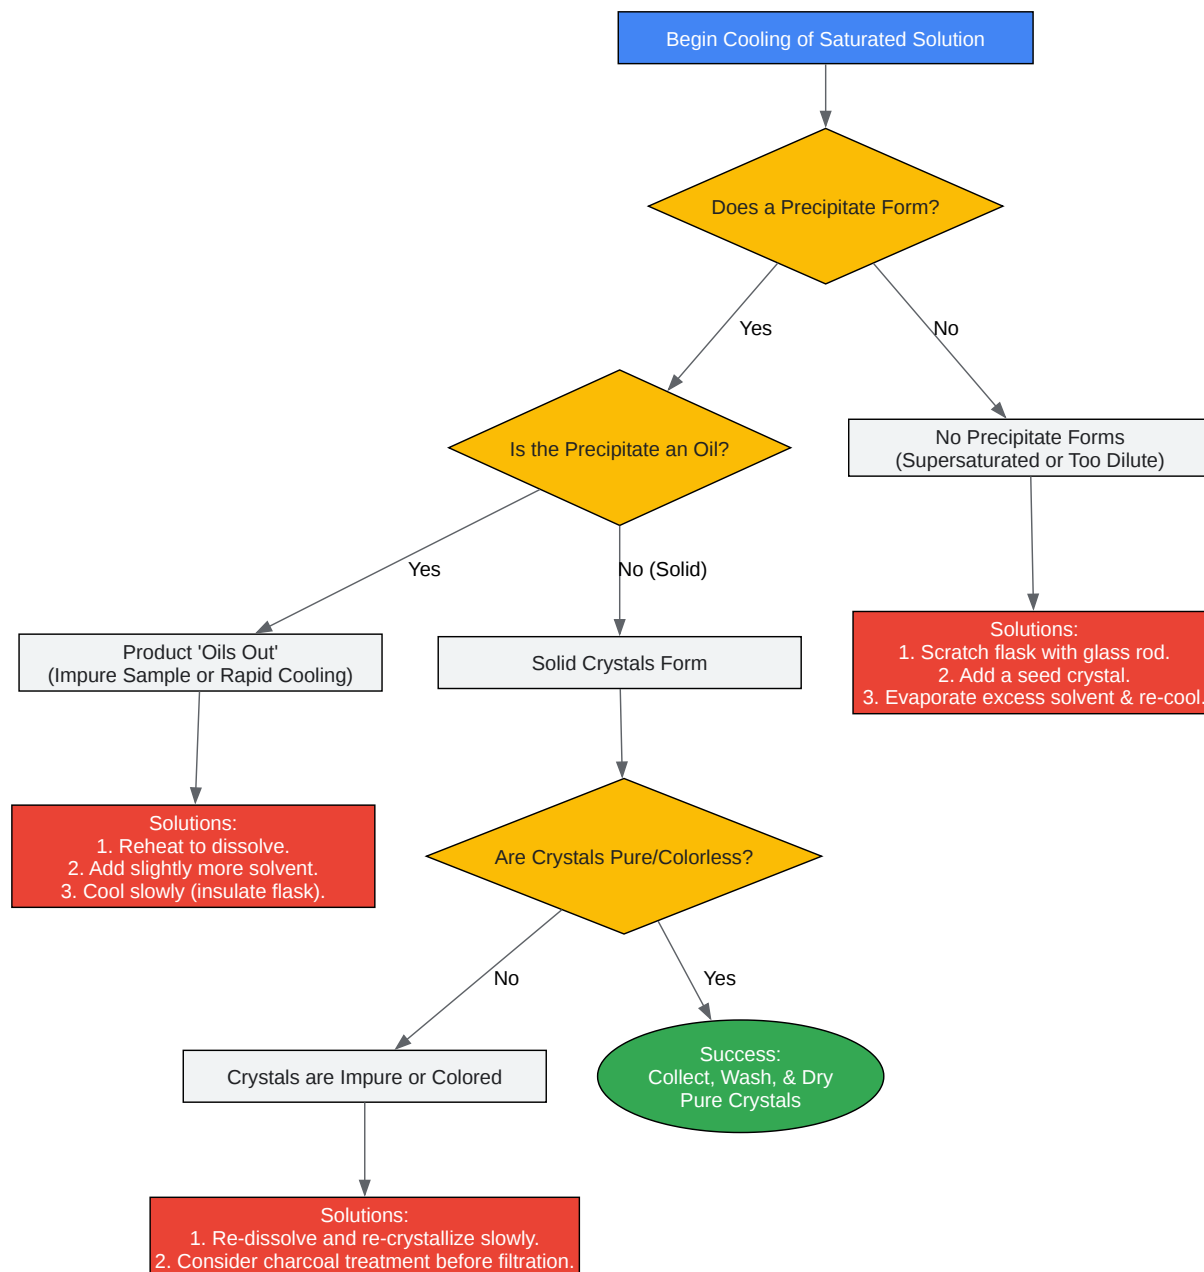 Begin Cooling of Saturated Solution
Does a Precipitate Form?
Yes
No
Is the Precipitate an Oil?
No Precipitate Forms
(Supersaturated or Too Dilute)
Yes
No (Solid)
Product 'Oils Out'
(Impure Sample or Rapid Cooling)
Solid Crystals Form
Solutions:
1. Scratch flask with glass rod.
2. Add a seed crystal.
3. Evaporate excess solvent & re-cool.
Solutions:
1. Reheat to dissolve.
2. Add slightly more solvent.
3. Cool slowly (insulate flask).
Are Crystals Pure/Colorless?
No
Yes
Crystals are Impure or Colored
Success:
Collect, Wash, & Dry
Pure Crystals
Solutions:
1. Re-dissolve and re-crystallize slowly.
2. Consider charcoal treatment before filtration.